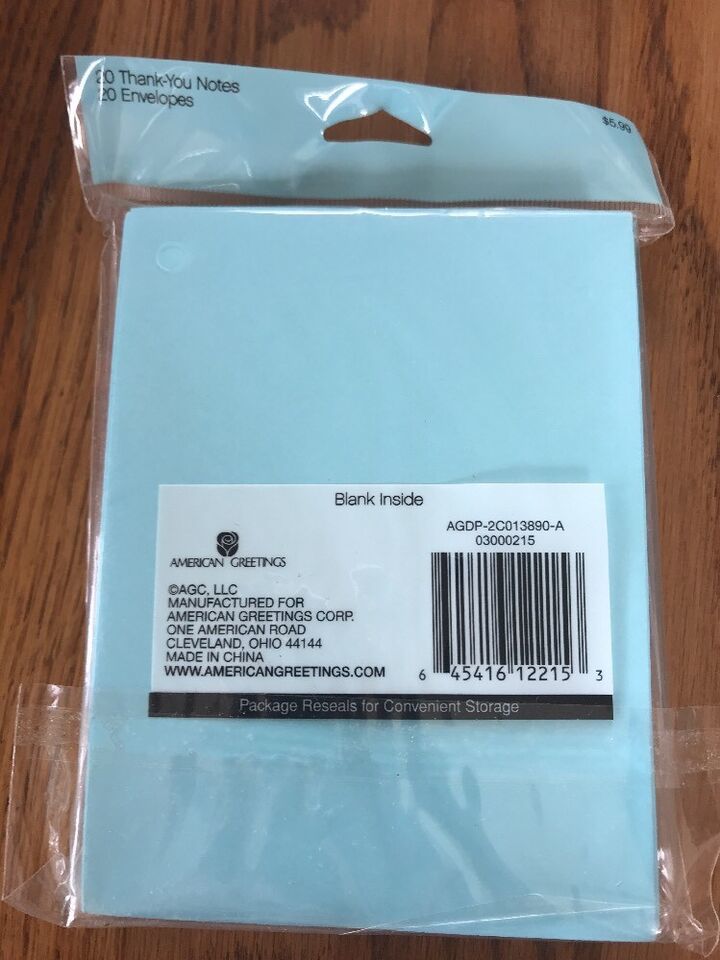 20 Thank-You Notes
20 Envelopes
$5.99
Blank Inside
AGDP-2C013890-A
03000215
AMERICAN GREETINGS
©AGC, LLC
MANUFACTURED FOR
AMERICAN GREETINGS CORP.
ONE AMERICAN ROAD
CLEVELAND, OHIO 44144
MADE IN CHINA
WWW.AMERICANGREETINGS.COM
6 45416 12215 3
Package Reseals for Convenient Storage